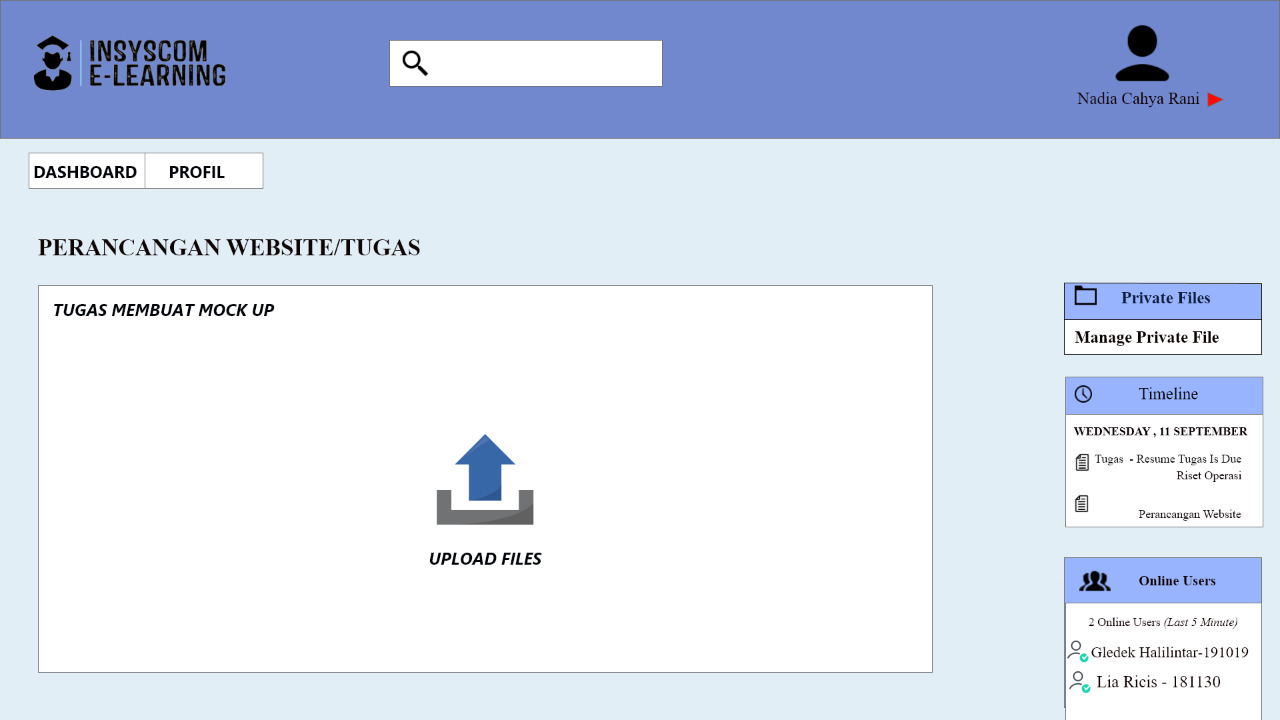 INSYSCOM
E-LEARNING
Nadia Cahya Rani
DASHBOARD
PROFIL
PERANCANGAN WEBSITE/TUGAS
TUGAS MEMBUAT MOCK UP
UPLOAD FILES
Private Files
Manage Private File
Timeline
WEDNESDAY , 11 SEPTEMBER
Tugas - Resume Tugas Is Due
Riset Operasi
Perancangan Website
Online Users
2 Online Users (Last 5 Minute)
Gledek Halilintar-191019
Lia Ricis - 181130